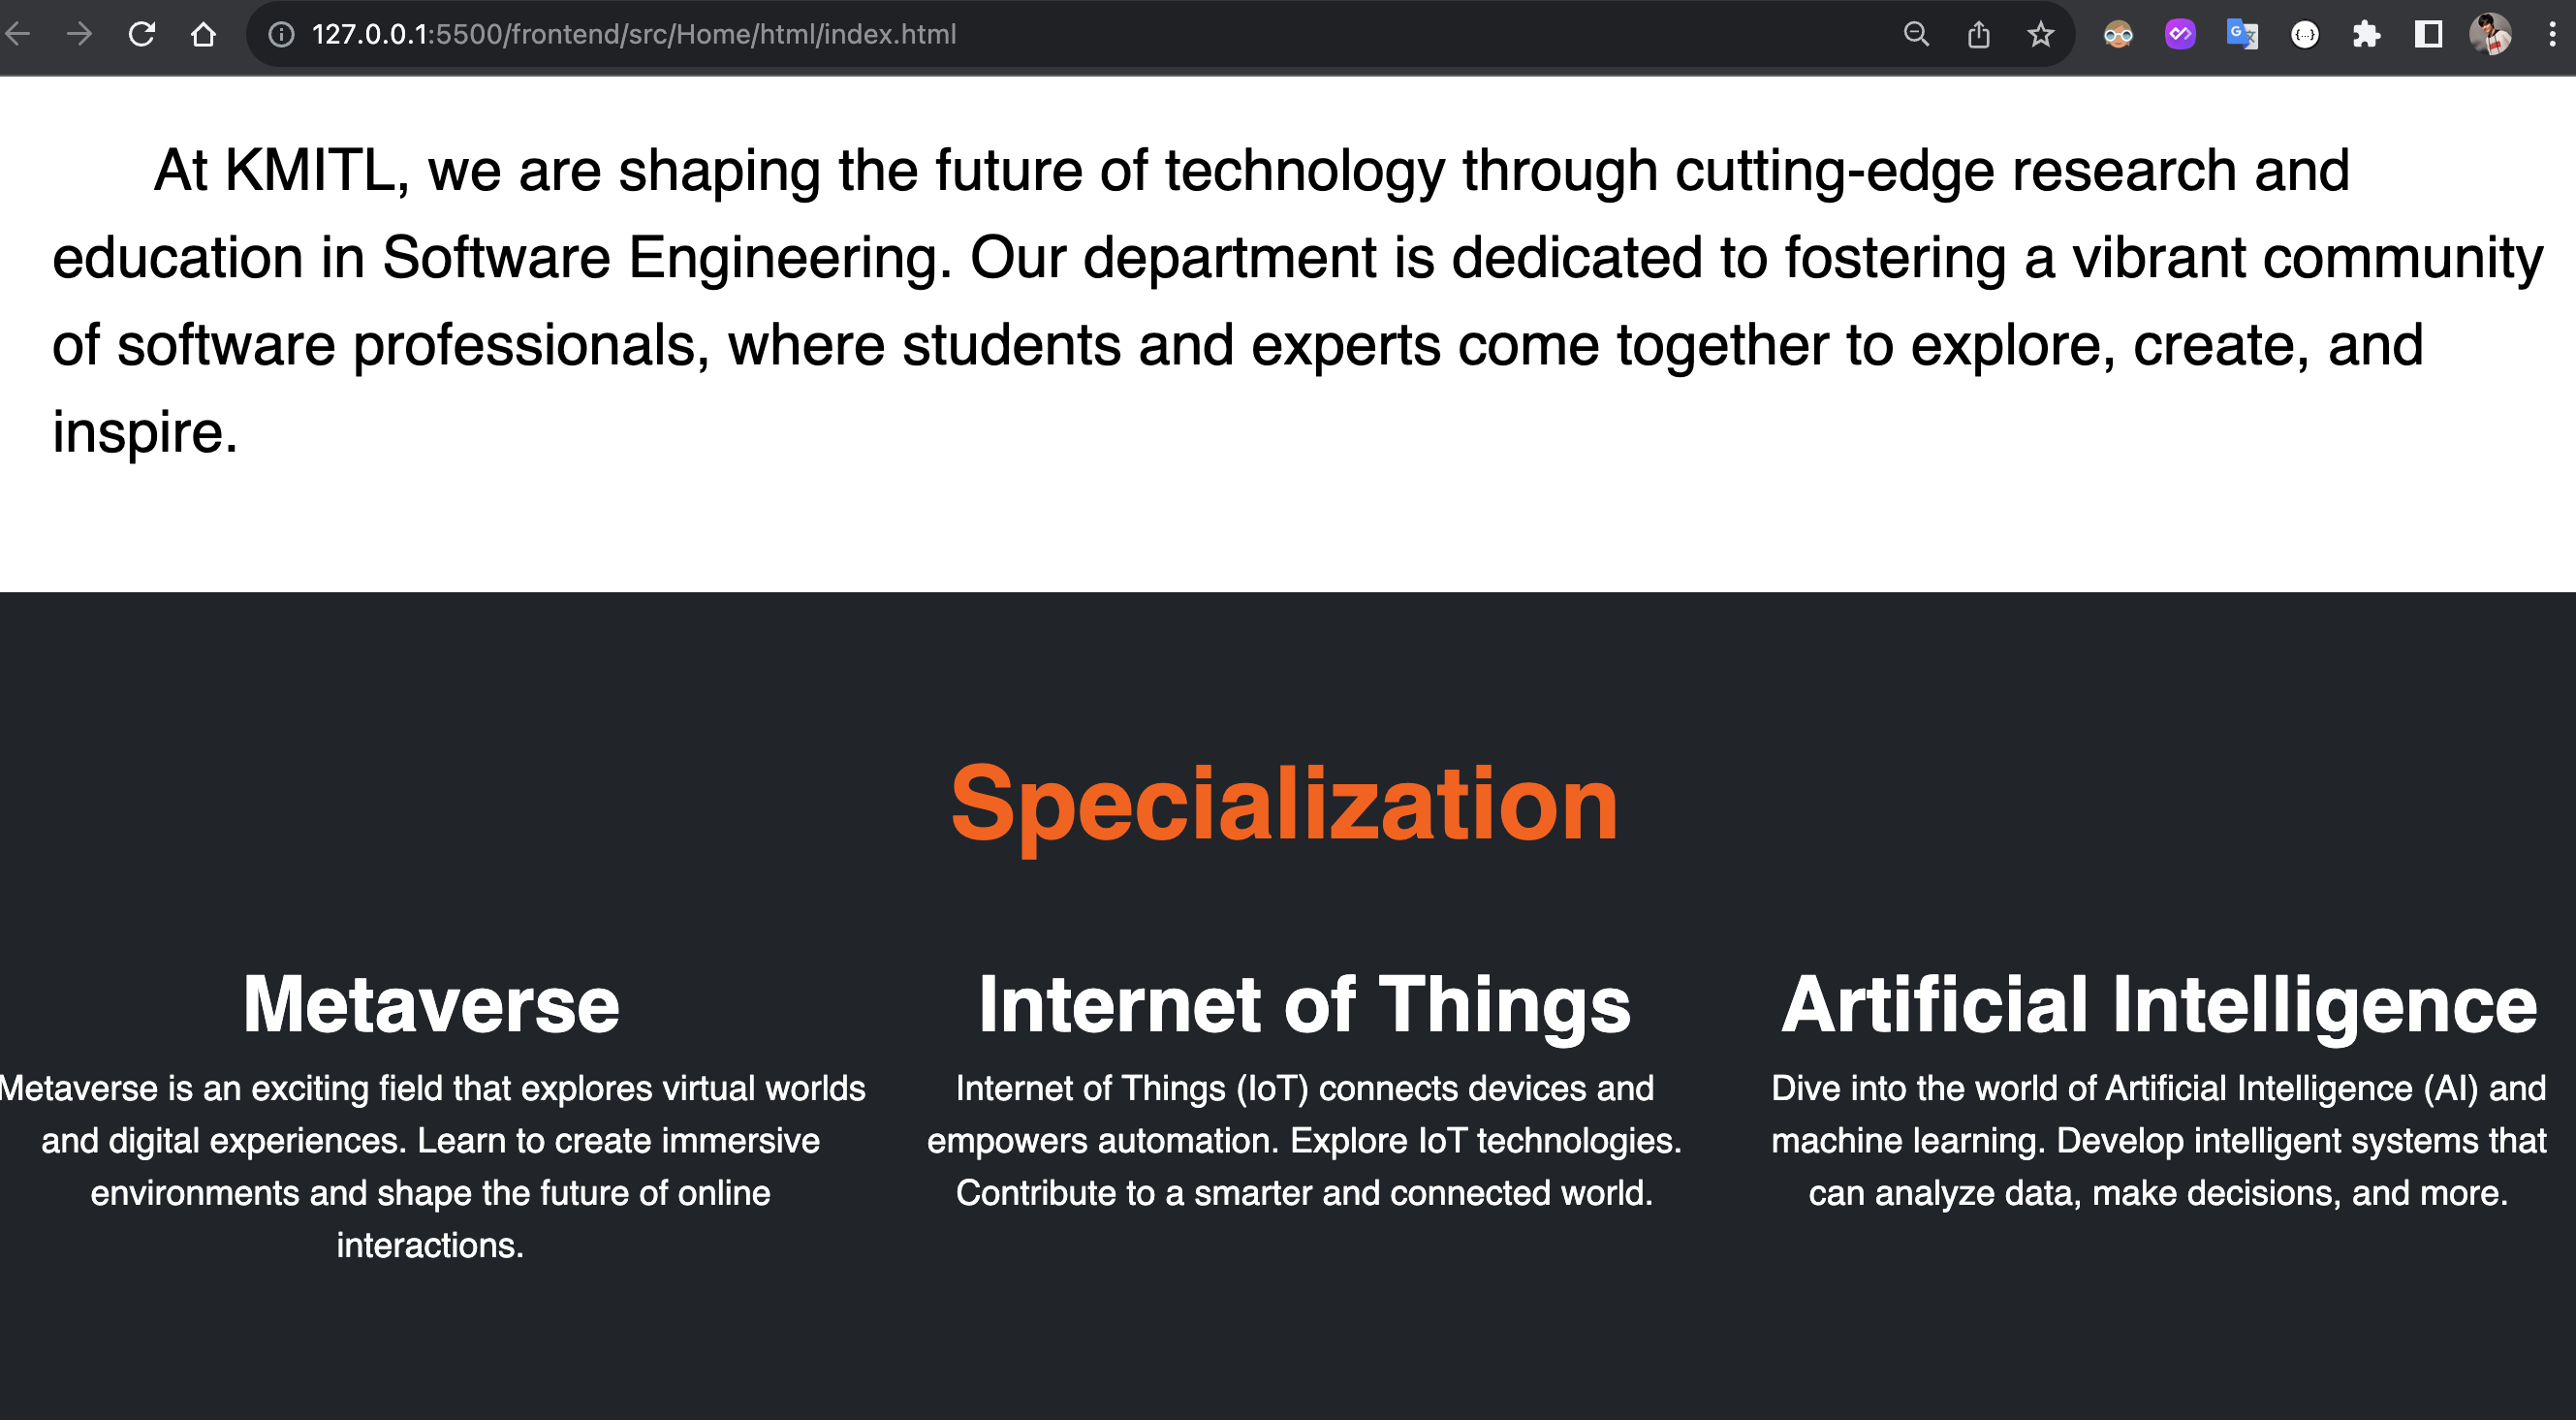 127.0.0.1:5500/frontend/src/Home/html/index.html
At KMITL, we are shaping the future of technology through cutting-edge research and
education in Software Engineering. Our department is dedicated to fostering a vibrant community
of software professionals, where students and experts come together to explore, create, and
inspire.
Specialization
Metaverse
Metaverse is an exciting field that explores virtual worlds
and digital experiences. Learn to create immersive
environments and shape the future of online
interactions.
Internet of Things
Internet of Things (IoT) connects devices and
empowers automation. Explore IoT technologies.
Contribute to a smarter and connected world.
Artificial Intelligence
Dive into the world of Artificial Intelligence (AI) and
machine learning. Develop intelligent systems that
can analyze data, make decisions, and more.